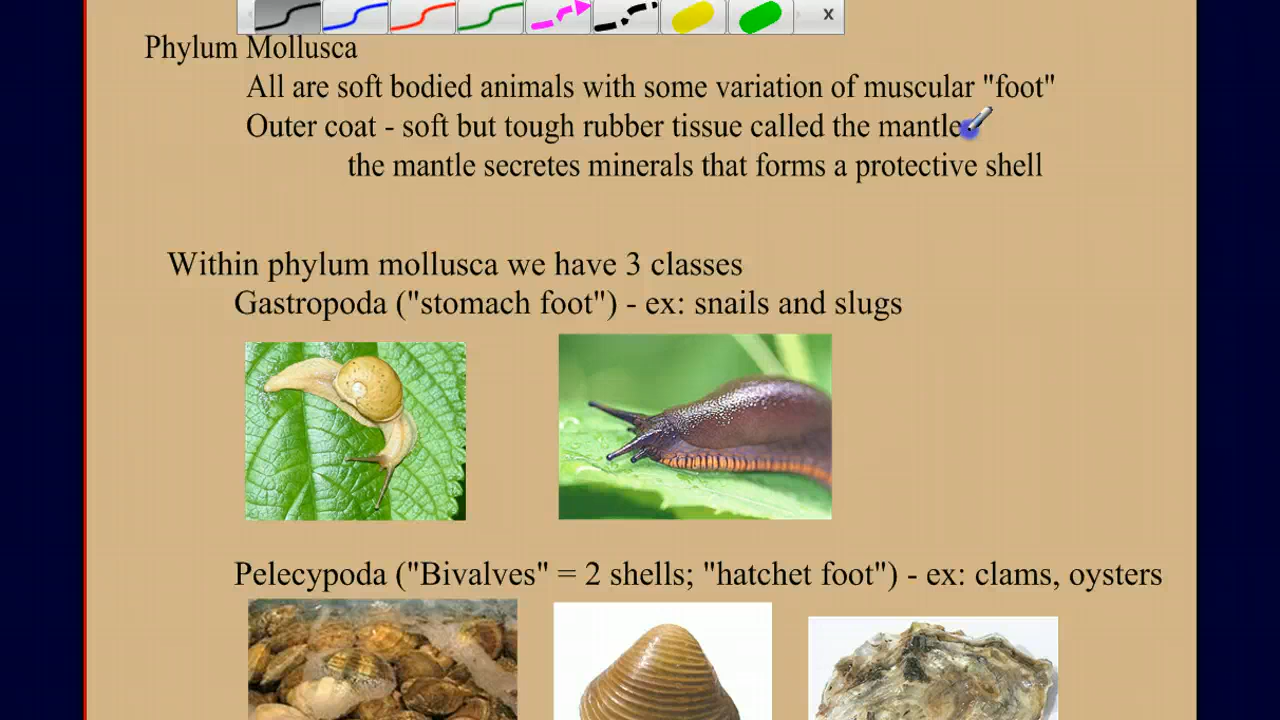 Phylum Mollusca
All are soft bodied animals with some variation of muscular "foot"
Outer coat - soft but tough rubber tissue called the mantle
the mantle secretes minerals that forms a protective shell
Within phylum mollusca we have 3 classes
Gastropoda ("stomach foot") - ex: snails and slugs
Pelecypoda ("Bivalves" = 2 shells; "hatchet foot") - ex: clams, oysters